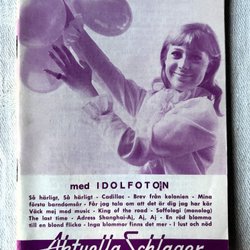 med IDOLFOTON
Så härligt, Så härligt - Cadillac - Brev från kolonien - Mina
första barndomsår - Får jag tala om att det är dig jag har kär
Väck mej med music - King of the road - Saffelagi (monolog)
The last time - Adress Shanghai-Aj, Aj, Aj - En röd blomma
till en blond flicka - Inga blommor finns det mer - I lust och nöd
Aktuella Schlager